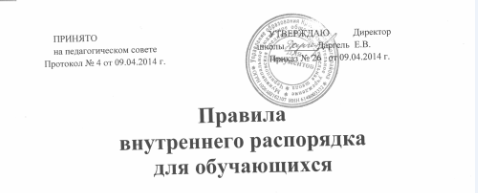 ПРИНЯТО
на педагогическом совете
Протокол № 4 от 09.04.2014 г.
УТВЕРЖДАЮ Директор
школы Даргель Е.В.
Приказ № 26 от 09.04.2014 г.
Правила
внутреннего распорядка
для обучающихся